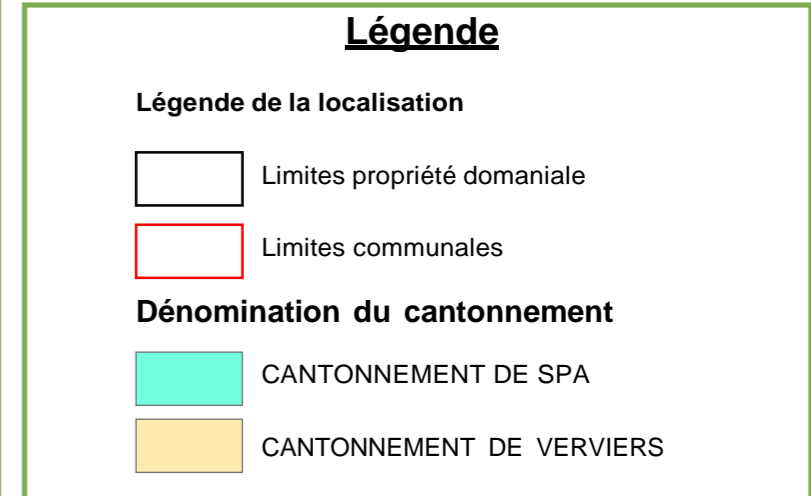 Légende
Légende de la localisation
Limites propriété domaniale
Limites communales
Dénomination du cantonnement
CANTONNEMENT DE SPA
CANTONNEMENT DE VERVIERS